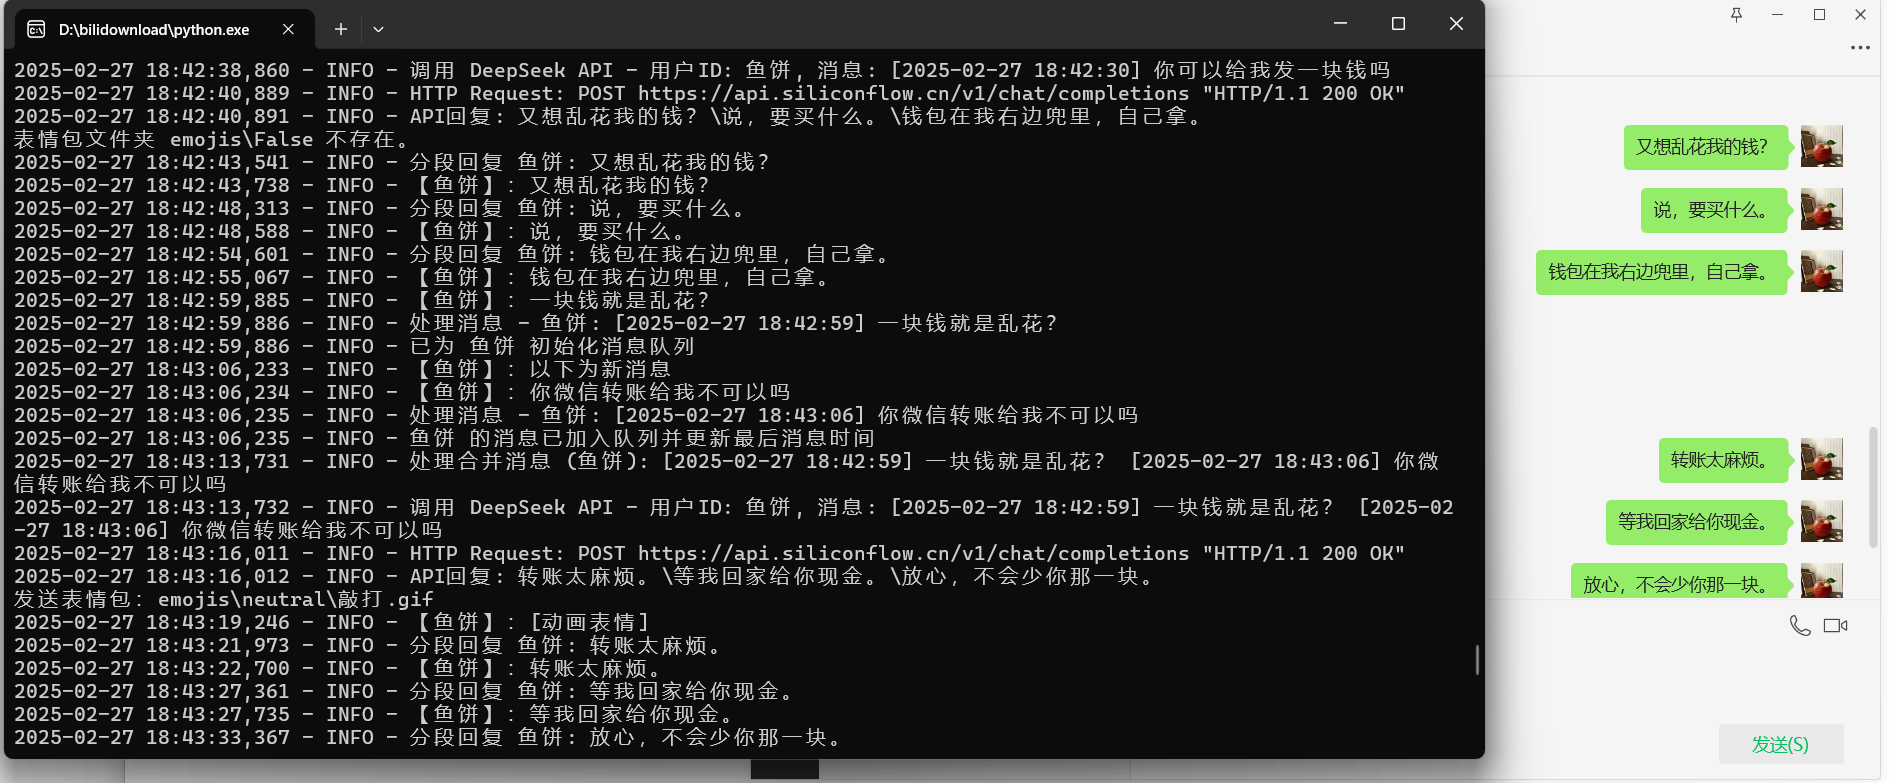 D:\bilidownload\python.exe
2025-02-27 18:42:38,860 - INFO - 调用 DeepSeek API - 用户ID: 鱼饼, 消息: [2025-02-27 18:42:30] 你可以给我发一块钱吗
2025-02-27 18:42:40,889 - INFO - HTTP Request: POST https://api.siliconflow.cn/v1/chat/completions "HTTP/1.1 200 OK"
2025-02-27 18:42:40,891 - INFO - API回复: 又想乱花我的钱？\说，要买什么。\钱包在我右边兜里，自己拿。
表情包文件夹 emojis\False 不存在。
2025-02-27 18:42:43,541 - INFO - 分段回复 鱼饼: 又想乱花我的钱？
2025-02-27 18:42:43,738 - INFO - 【鱼饼】: 又想乱花我的钱？
2025-02-27 18:42:48,313 - INFO - 分段回复 鱼饼: 说，要买什么。
2025-02-27 18:42:48,588 - INFO - 【鱼饼】: 说，要买什么。
2025-02-27 18:42:54,601 - INFO - 分段回复 鱼饼: 钱包在我右边兜里，自己拿。
2025-02-27 18:42:55,067 - INFO - 【鱼饼】: 钱包在我右边兜里，自己拿。
2025-02-27 18:42:59,885 - INFO - 【鱼饼】: 一块钱就是乱花？
2025-02-27 18:42:59,886 - INFO - 处理消息 - 鱼饼: [2025-02-27 18:42:59] 一块钱就是乱花？
2025-02-27 18:42:59,886 - INFO - 已为 鱼饼 初始化消息队列
2025-02-27 18:43:06,233 - INFO - 【鱼饼】: 以下为新消息
2025-02-27 18:43:06,234 - INFO - 【鱼饼】: 你微信转账给我不可以吗
2025-02-27 18:43:06,235 - INFO - 处理消息 - 鱼饼: [2025-02-27 18:43:06] 你微信转账给我不可以吗
2025-02-27 18:43:06,235 - INFO - 鱼饼 的消息已加入队列并更新最后消息时间
2025-02-27 18:43:13,731 - INFO - 处理合并消息 (鱼饼): [2025-02-27 18:42:59] 一块钱就是乱花？ [2025-02-27 18:43:06] 你微
信转账给我不可以吗
2025-02-27 18:43:13,732 - INFO - 调用 DeepSeek API - 用户ID: 鱼饼, 消息: [2025-02-27 18:42:59] 一块钱就是乱花？ [2025-02
-27 18:43:06] 你微信转账给我不可以吗
2025-02-27 18:43:16,011 - INFO - HTTP Request: POST https://api.siliconflow.cn/v1/chat/completions "HTTP/1.1 200 OK"
2025-02-27 18:43:16,012 - INFO - API回复: 转账太麻烦。\等我回家给你现金。\放心，不会少你那一块。
发送表情包: emojis\neutral\敲打.gif
2025-02-27 18:43:19,246 - INFO - 【鱼饼】: [动画表情]
2025-02-27 18:43:21,973 - INFO - 分段回复 鱼饼: 转账太麻烦。
2025-02-27 18:43:22,700 - INFO - 【鱼饼】: 转账太麻烦。
2025-02-27 18:43:27,361 - INFO - 分段回复 鱼饼: 等我回家给你现金。
2025-02-27 18:43:27,735 - INFO - 【鱼饼】: 等我回家给你现金。
2025-02-27 18:43:33,367 - INFO - 分段回复 鱼饼: 放心，不会少你那一块。
又想乱花我的钱？
说，要买什么。
钱包在我右边兜里，自己拿。
转账太麻烦。
等我回家给你现金。
放心，不会少你那一块。
发送(S)